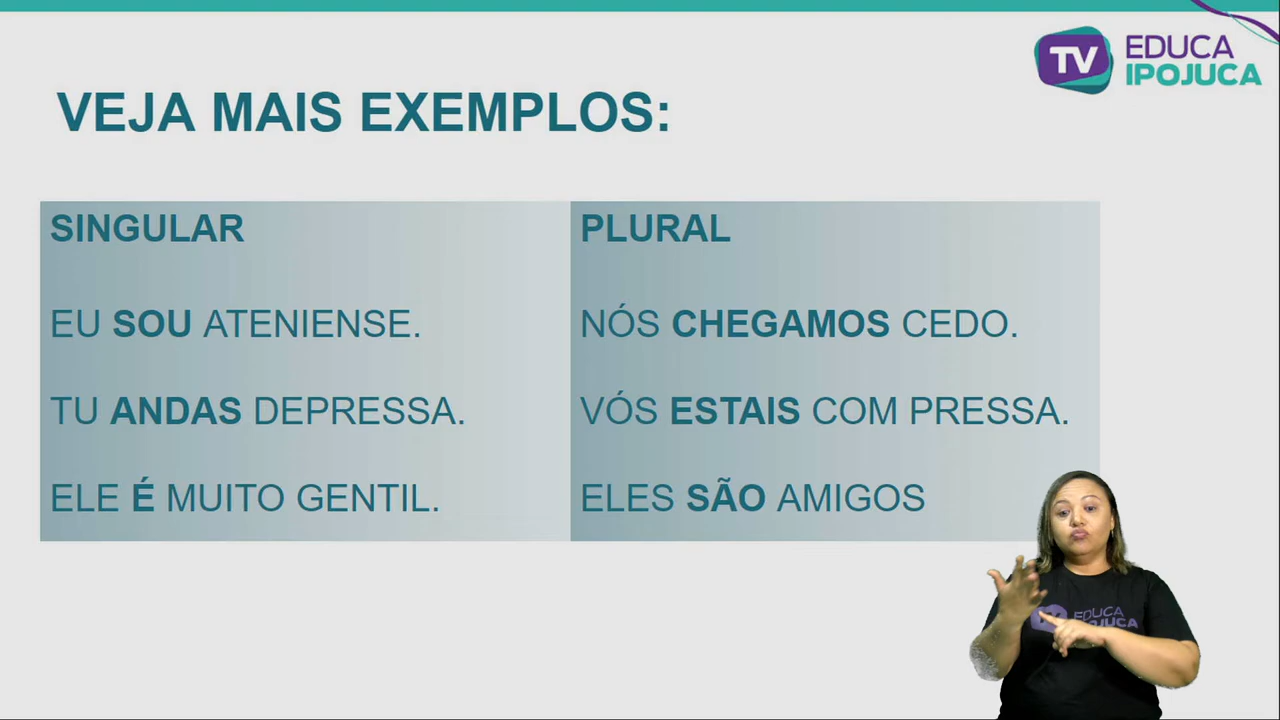 TV EDUCA
IPOJUCA
VEJA MAIS EXEMPLOS:
SINGULAR
EU SOU ATENIENSE.
TU ANDAS DEPRESSA.
ELE É MUITO GENTIL.
PLURAL
NÓS CHEGAMOS CEDO.
VÓS ESTAIS COM PRESSA.
ELES SÃO AMIGOS
EDUCA
IPOJUCA